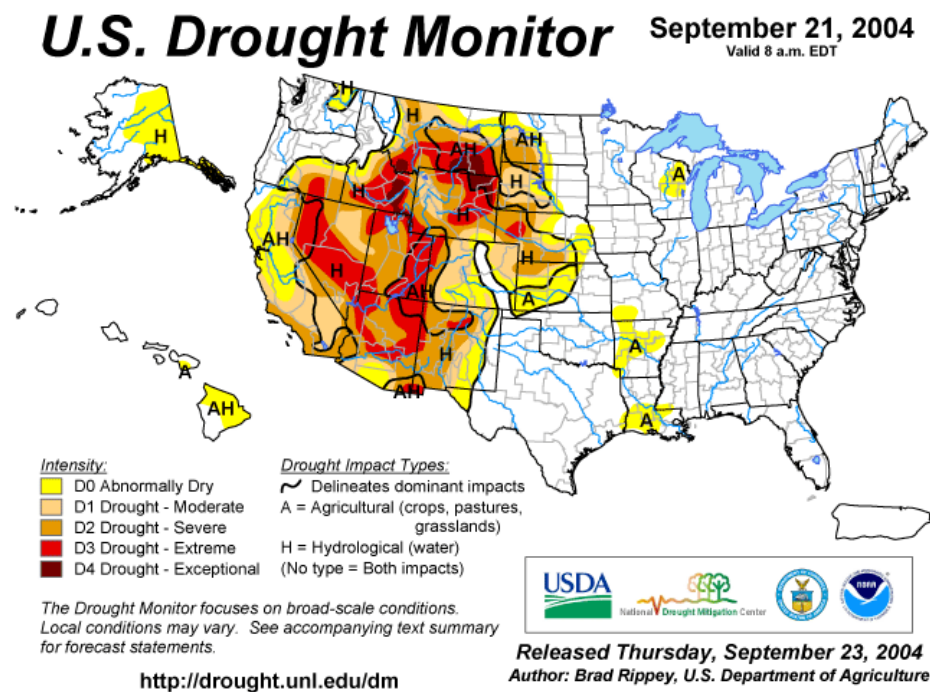 U.S. Drought Monitor
September 21, 2004
Valid 8 a.m. EDT
H
H
H
AH
AH
A
H
H
H
AH
H
H
AH
A
H
A
AH
A
A
AH
Intensity:
D0 Abnormally Dry
D1 Drought - Moderate
D2 Drought - Severe
D3 Drought - Extreme
D4 Drought - Exceptional
Drought Impact Types:
Delineates dominant impacts
A = Agricultural (crops, pastures,
grasslands)
H = Hydrological (water)
(No type = Both impacts)
USDA
National Drought Mitigation Center
NOAA
The Drought Monitor focuses on broad-scale conditions.
Local conditions may vary. See accompanying text summary
for forecast statements.
http://drought.unl.edu/dm
Released Thursday, September 23, 2004
Author: Brad Rippey, U.S. Department of Agriculture